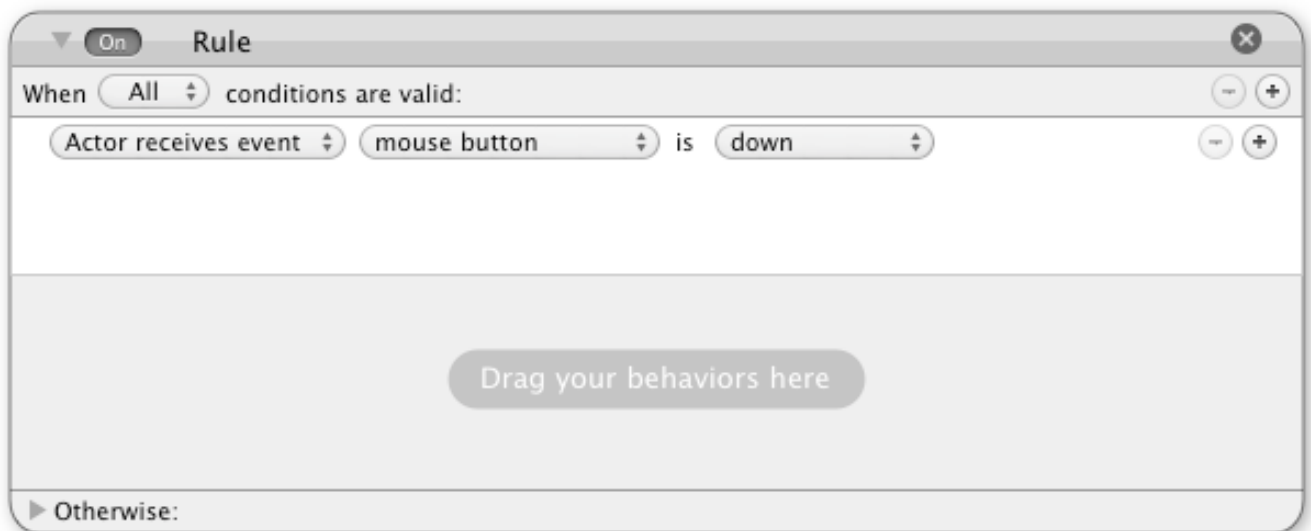 On Rule
When All conditions are valid:
Actor receives event mouse button is down
Drag your behaviors here
Otherwise: